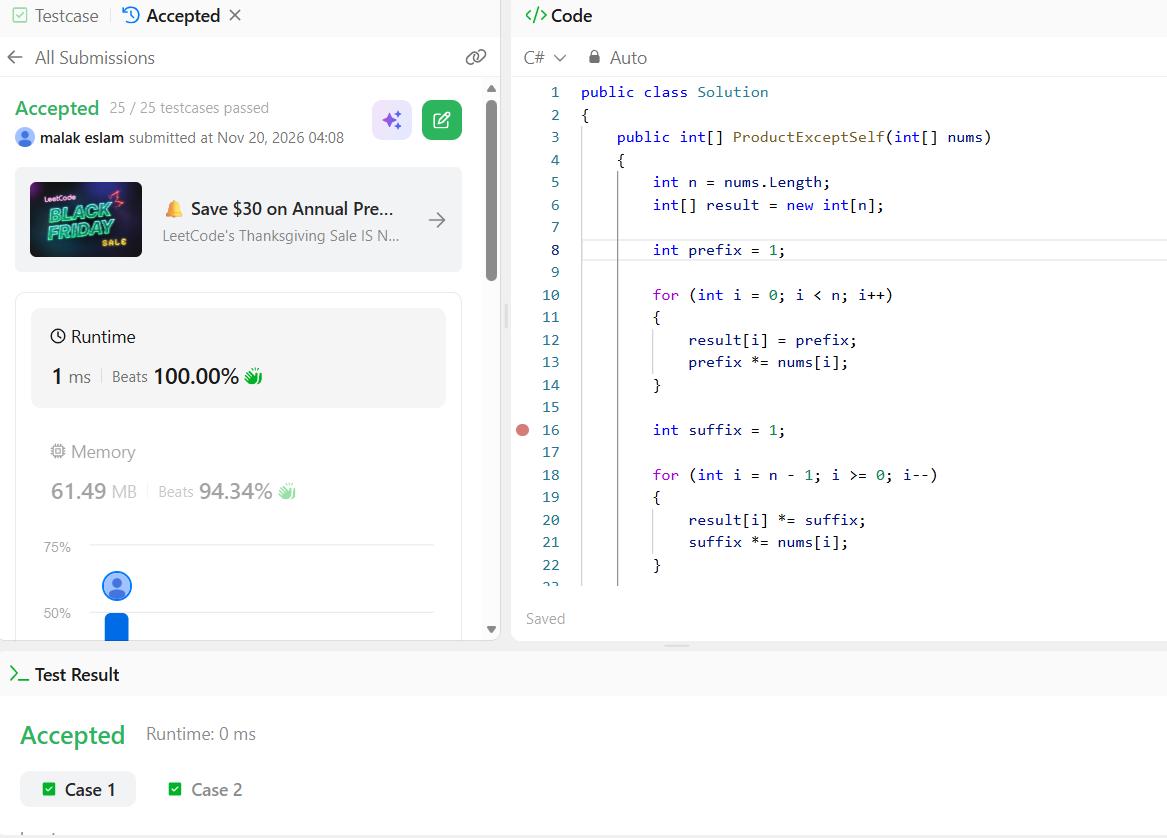 Testcase
Accepted
All Submissions
Accepted 25 / 25 testcases passed
malak eslam submitted at Nov 20, 2026 04:08
LeetCode
BLACK
FRIDAY
SALE
Save $30 on Annual Pre...
LeetCode's Thanksgiving Sale IS N...
Runtime
1 ms Beats 100.00%
Memory
61.49 MB Beats 94.34%
75%
50%
</> Code
C# Auto
1 public class Solution
2 {
3     public int[] ProductExceptSelf(int[] nums)
4     {
5         int n = nums.Length;
6         int[] result = new int[n];
7
8         int prefix = 1;
9
10         for (int i = 0; i < n; i++)
11         {
12             result[i] = prefix;
13             prefix *= nums[i];
14         }
15
16         int suffix = 1;
17
18         for (int i = n - 1; i >= 0; i--)
19         {
20             result[i] *= suffix;
21             suffix *= nums[i];
22         }
Saved
Test Result
Accepted Runtime: 0 ms
Case 1 Case 2